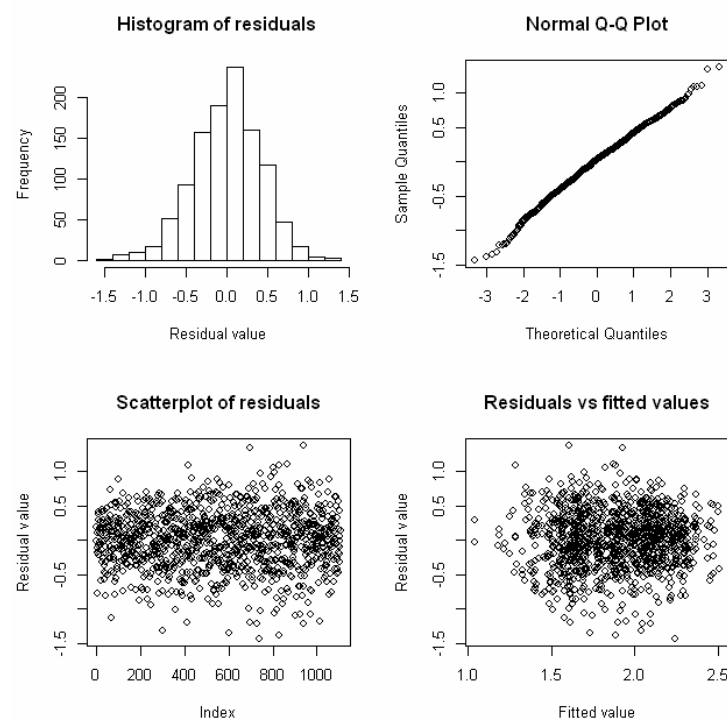 Histogram of residuals
Frequency
0 50 100 150 200
-1.5 -0.5 0.0 0.5 1.0 1.5
Residual value
Normal Q-Q Plot
Sample Quantiles
-1.5 -0.5 0.5 1.0
-3 -2 -1 0 1 2 3
Theoretical Quantiles
Scatterplot of residuals
Residual value
-1.5 -0.5 0.5 1.0
0 200 400 600 800 1000
Index
Residuals vs fitted values
Residual value
-1.5 -0.5 0.5 1.0
1.0 1.5 2.0 2.5
Fitted value